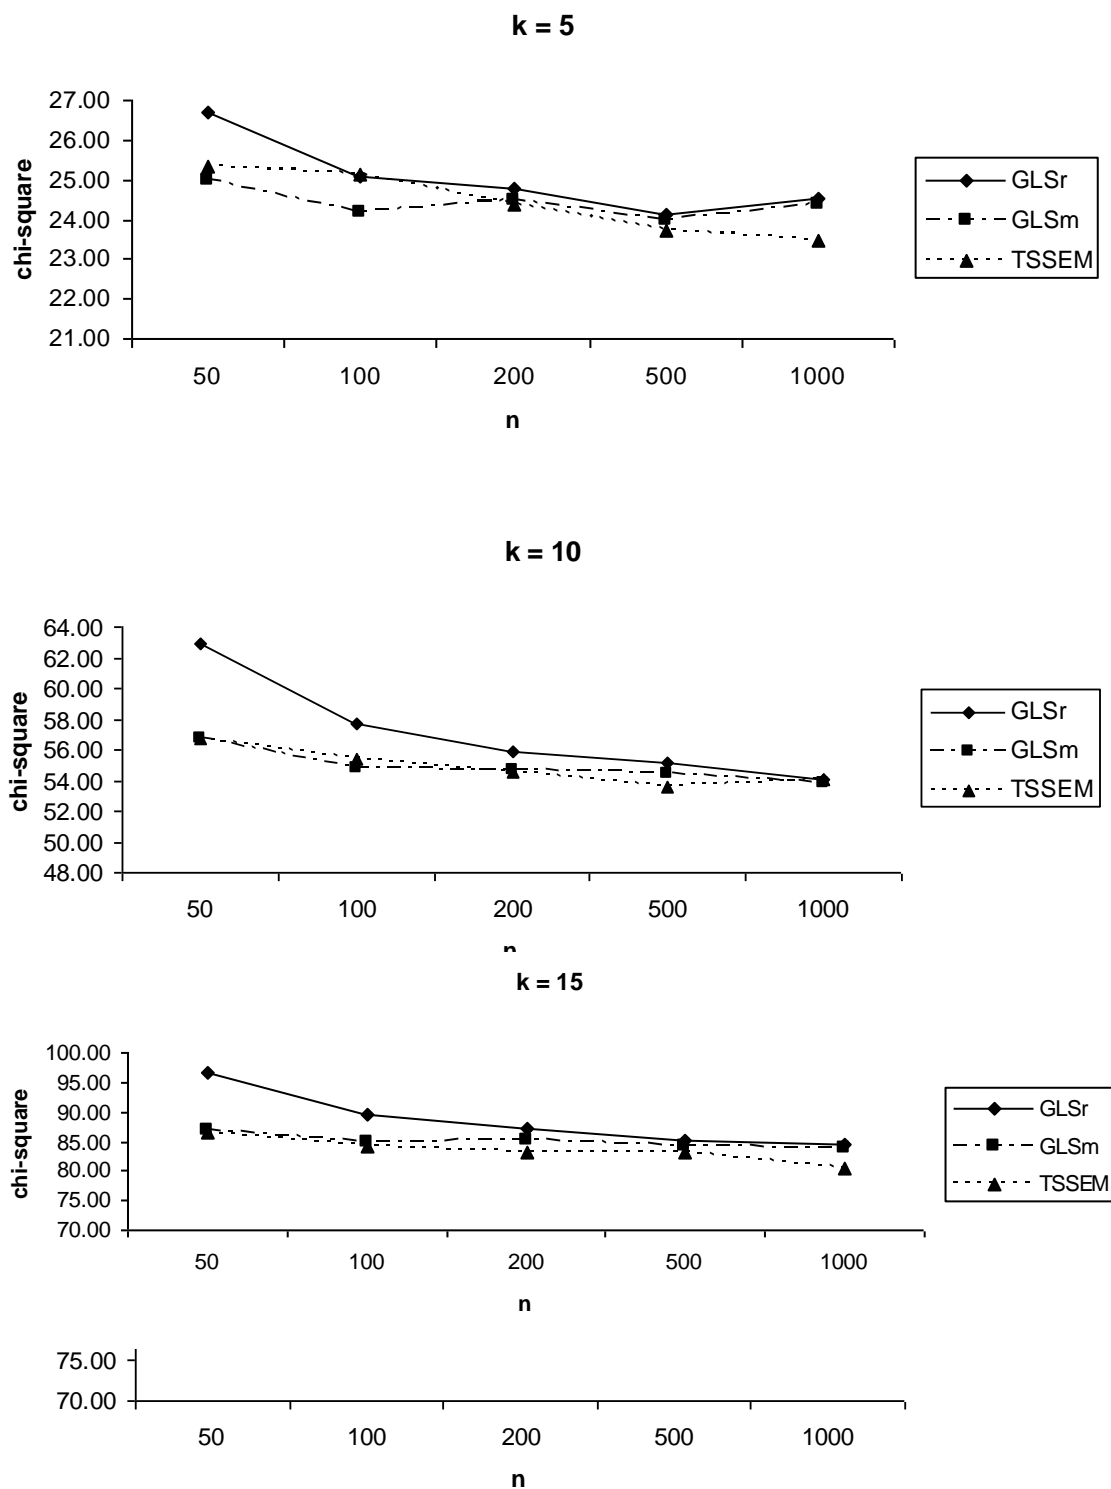 k = 5
27.00
26.00
25.00
24.00
23.00
22.00
21.00
chi-square
50 100 200 500 1000
n
GLSr
GLSm
TSSEM
k = 10
64.00
62.00
60.00
58.00
56.00
54.00
52.00
50.00
48.00
chi-square
50 100 200 500 1000
n
GLSr
GLSm
TSSEM
k = 15
100.00
95.00
90.00
85.00
80.00
75.00
70.00
chi-square
50 100 200 500 1000
n
GLSr
GLSm
TSSEM
75.00
70.00
50 100 200 500 1000
n